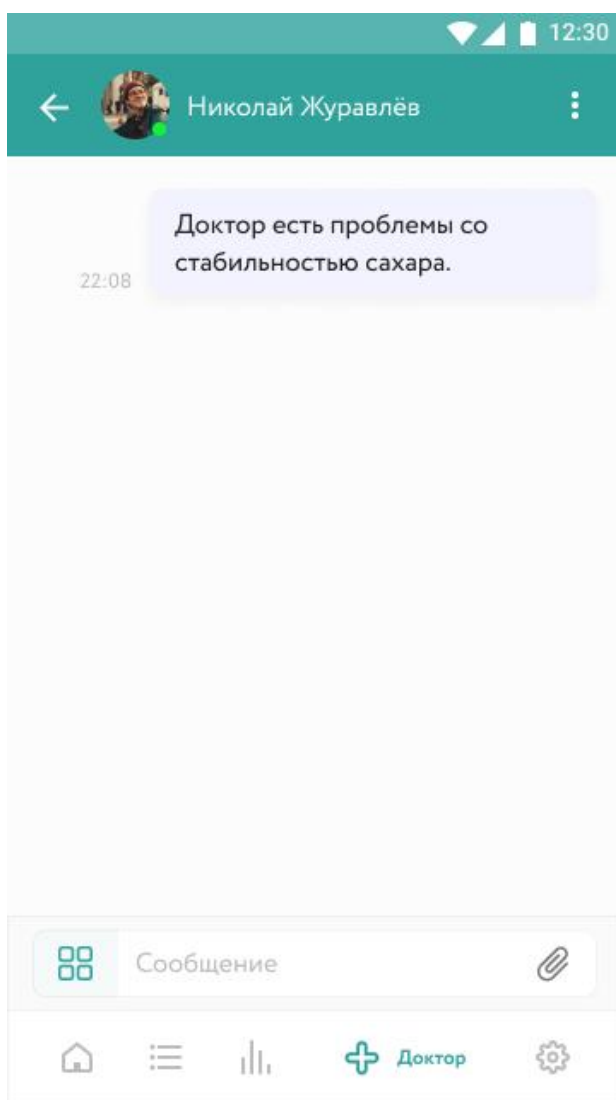 12:30
Николай Журавлёв
Доктор есть проблемы со
стабильностью сахара.
22:08
Сообщение
Доктор